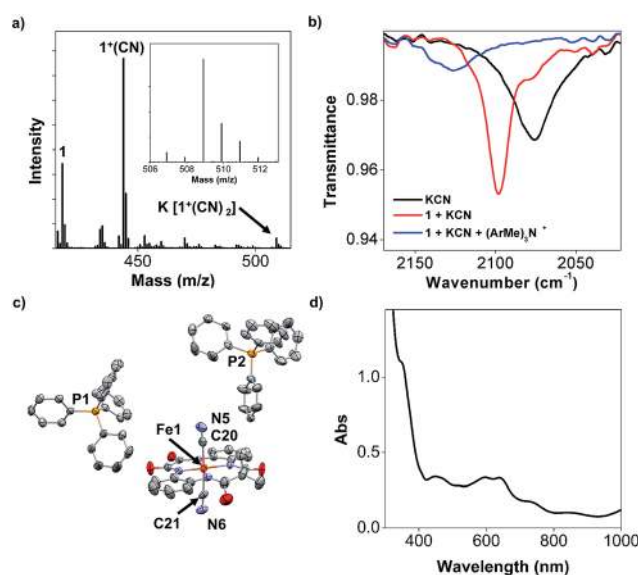 a)
1⁺(CN)
1
K [1⁺(CN)₂]
Intensity
450 500
Mass (m/z)
506 508 510 512
Mass (m/z)
b)
0.98
0.96
0.94
Transmittance
KCN
1 + KCN
1 + KCN + (ArMe)₃N⁺
2150 2100 2050
Wavenumber (cm⁻¹)
c)
P1
P2
N5
C20
Fe1
C21
N6
d)
1.0
0.5
0.0
Abs
400 600 800 1000
Wavelength (nm)